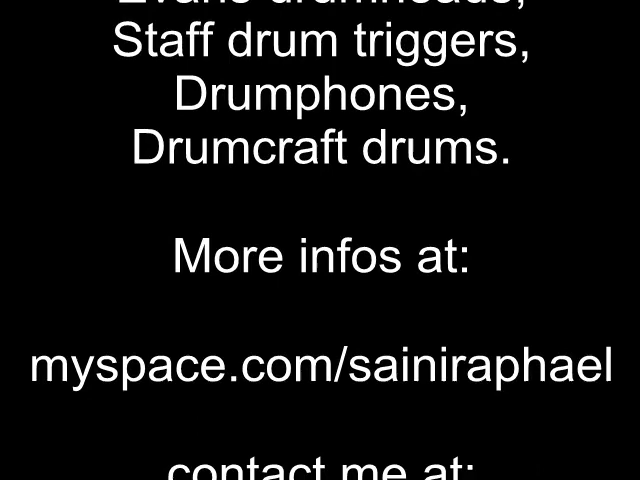 Evans drumheads,
Staff drum triggers,
Drumphones,
Drumcraft drums.
More infos at:
myspace.com/sainiraphael
contact me at: